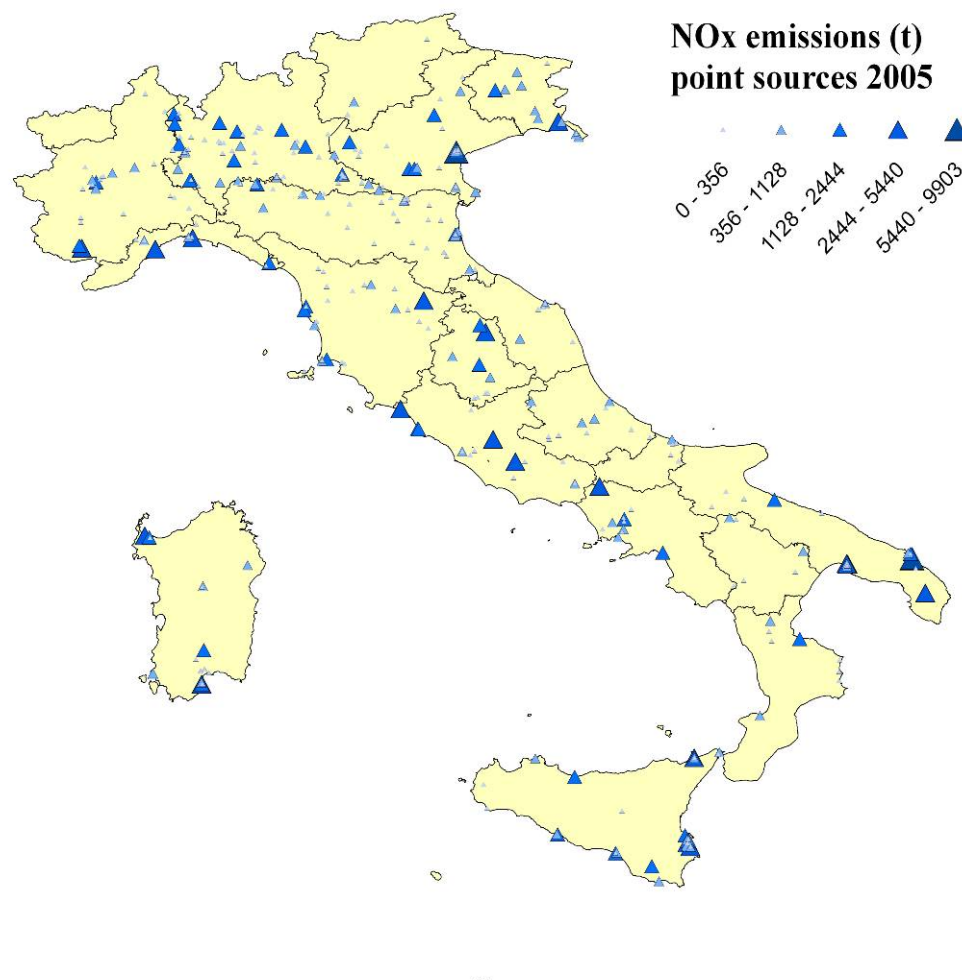 NOx emissions (t)
point sources 2005
0 - 356
356 - 1128
1128 - 2444
2444 - 5440
5440 - 9903